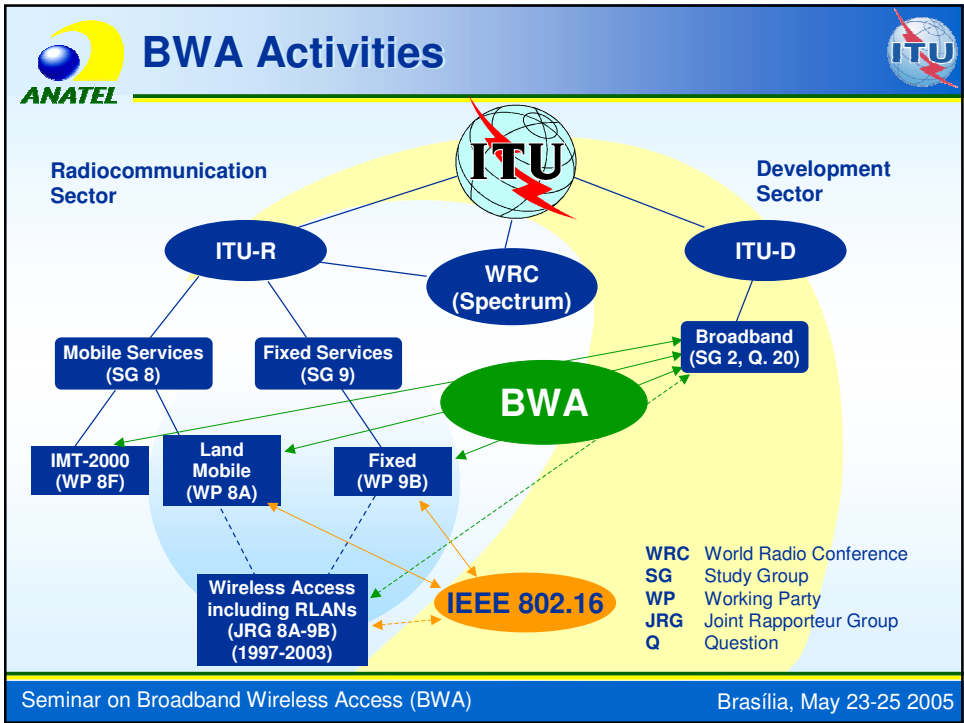 BWA Activities
ANATEL
ITU
ITU
Radiocommunication
Sector
Development
Sector
ITU-R
ITU-D
WRC
(Spectrum)
Mobile Services
(SG 8)
Fixed Services
(SG 9)
Broadband
(SG 2, Q. 20)
BWA
IMT-2000
(WP 8F)
Land
Mobile
(WP 8A)
Fixed
(WP 9B)
Wireless Access
including RLANs
(JRG 8A-9B)
(1997-2003)
IEEE 802.16
WRC World Radio Conference
SG Study Group
WP Working Party
JRG Joint Rapporteur Group
Q Question
Seminar on Broadband Wireless Access (BWA)
Brasília, May 23-25 2005